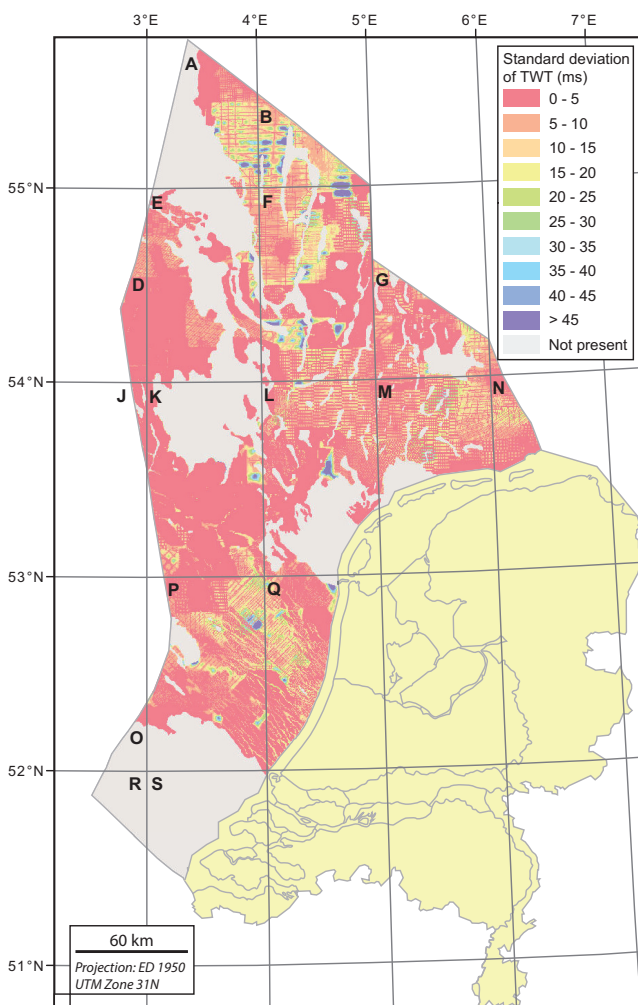 3°E 4°E 5°E 6°E 7°E
Standard deviation
of TWT (ms)
0 - 5
5 - 10
10 - 15
15 - 20
20 - 25
25 - 30
30 - 35
35 - 40
40 - 45
> 45
Not present
A
B
55°N
E
F
D
G
54°N
J
K
L
M
N
53°N
P
Q
O
52°N
R
S
60 km
Projection: ED 1950
UTM Zone 31N
51°N